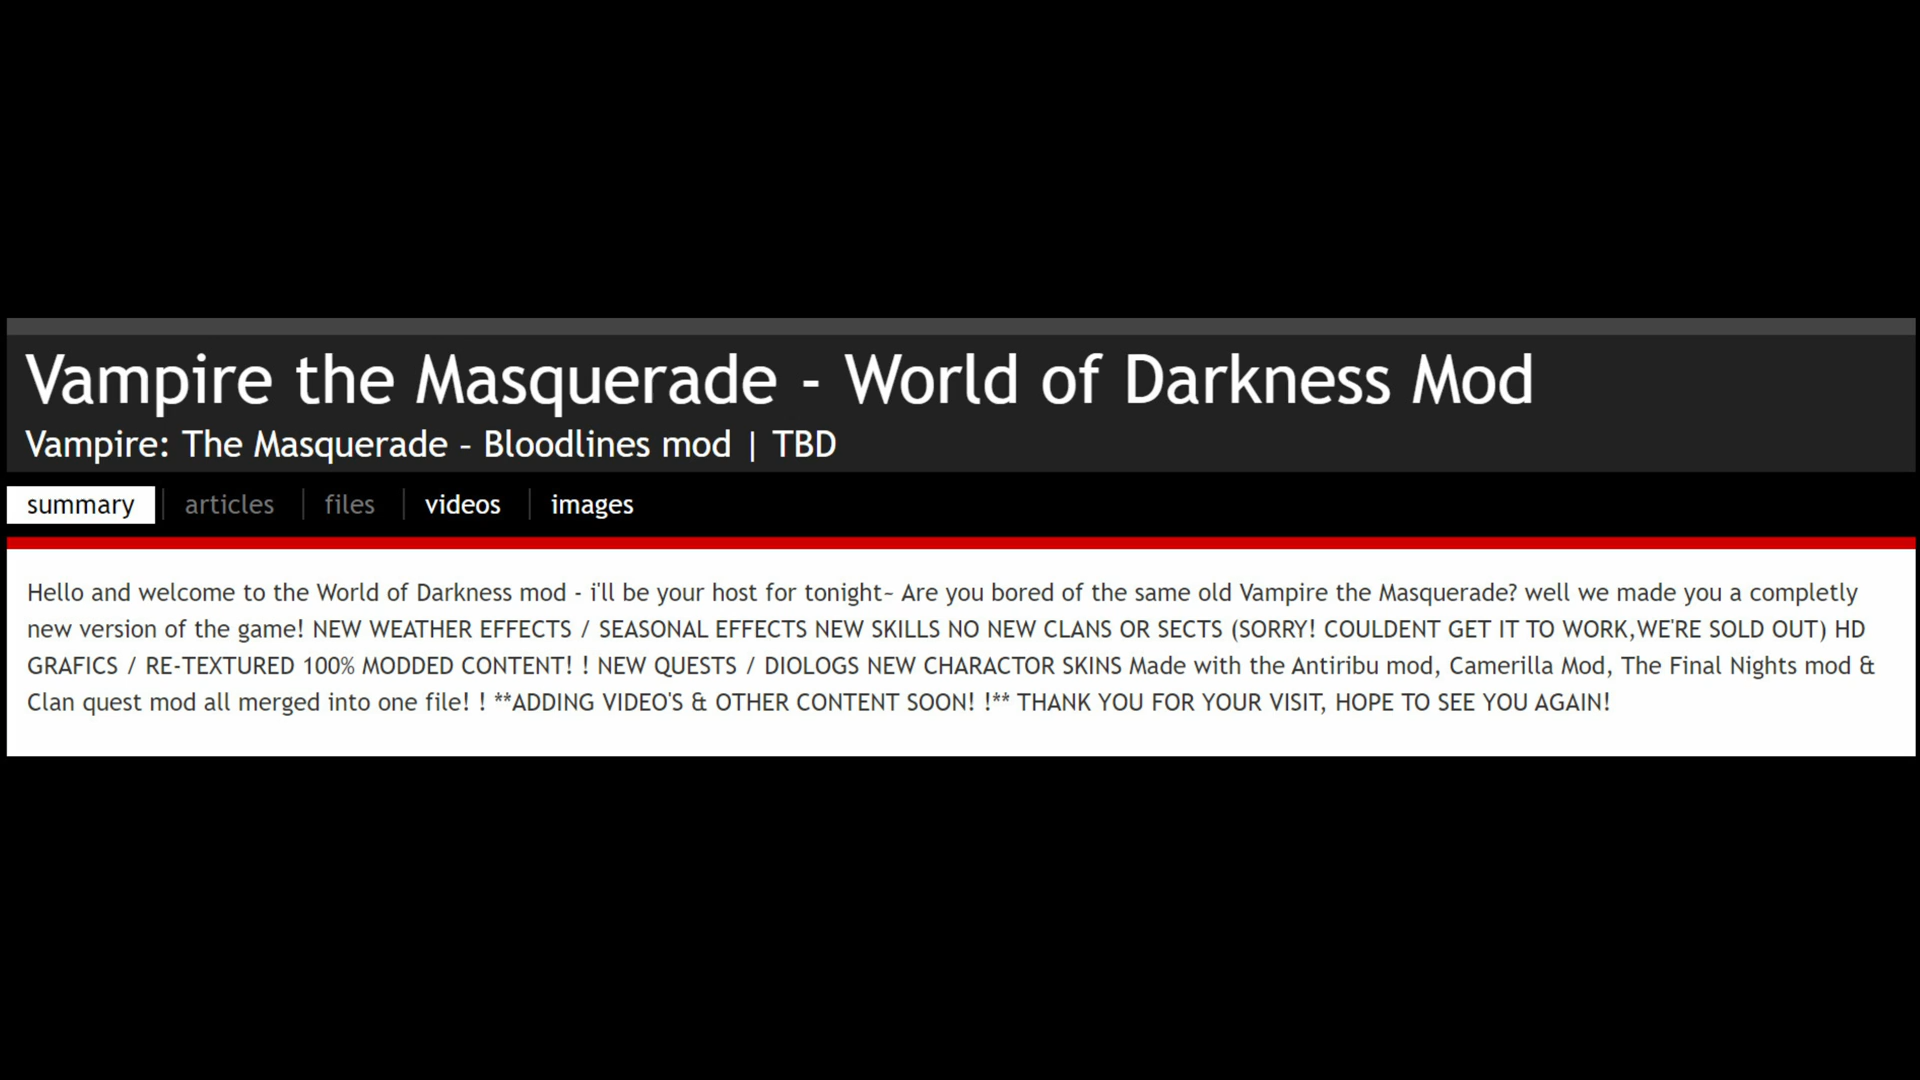 Vampire the Masquerade - World of Darkness Mod
Vampire: The Masquerade – Bloodlines mod | TBD
summary articles files videos images
Hello and welcome to the World of Darkness mod - i'll be your host for tonight~ Are you bored of the same old Vampire the Masquerade? well we made you a completly
new version of the game! NEW WEATHER EFFECTS / SEASONAL EFFECTS NEW SKILLS NO NEW CLANS OR SECTS (SORRY! COULDENT GET IT TO WORK,WE'RE SOLD OUT) HD
GRAFICS / RE-TEXTURED 100% MODDED CONTENT! ! NEW QUESTS / DIOLOGS NEW CHARACTOR SKINS Made with the Antiribu mod, Camerilla Mod, The Final Nights mod &
Clan quest mod all merged into one file! ! **ADDING VIDEO'S & OTHER CONTENT SOON! !** THANK YOU FOR YOUR VISIT, HOPE TO SEE YOU AGAIN!